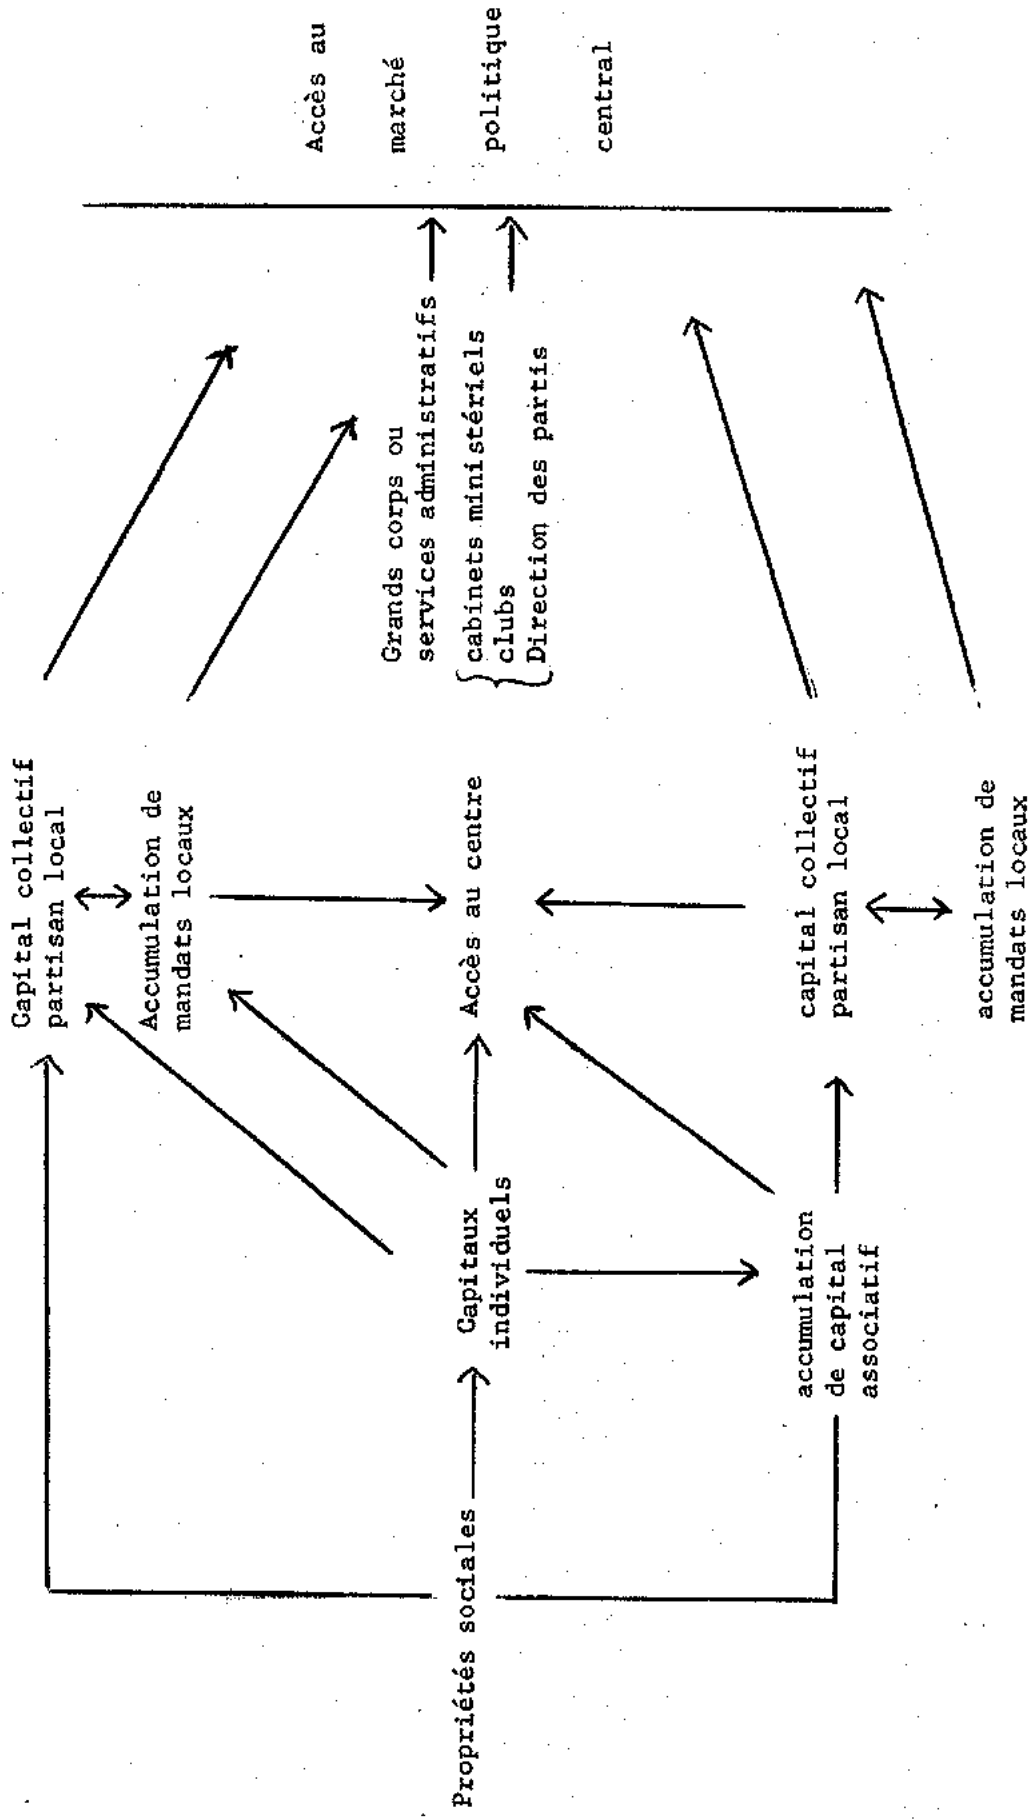 Propriétés sociales
Capital collectif
partisan local
Accumulation de
mandats locaux
Capitaux
individuels
accumulation
de capital
associatif
Accès au centre
capital collectif
partisan local
accumulation de
mandats locaux
Grands corps ou
services administratifs
cabinets ministériels
clubs
Direction des partis
Accès au
marché
politique
central